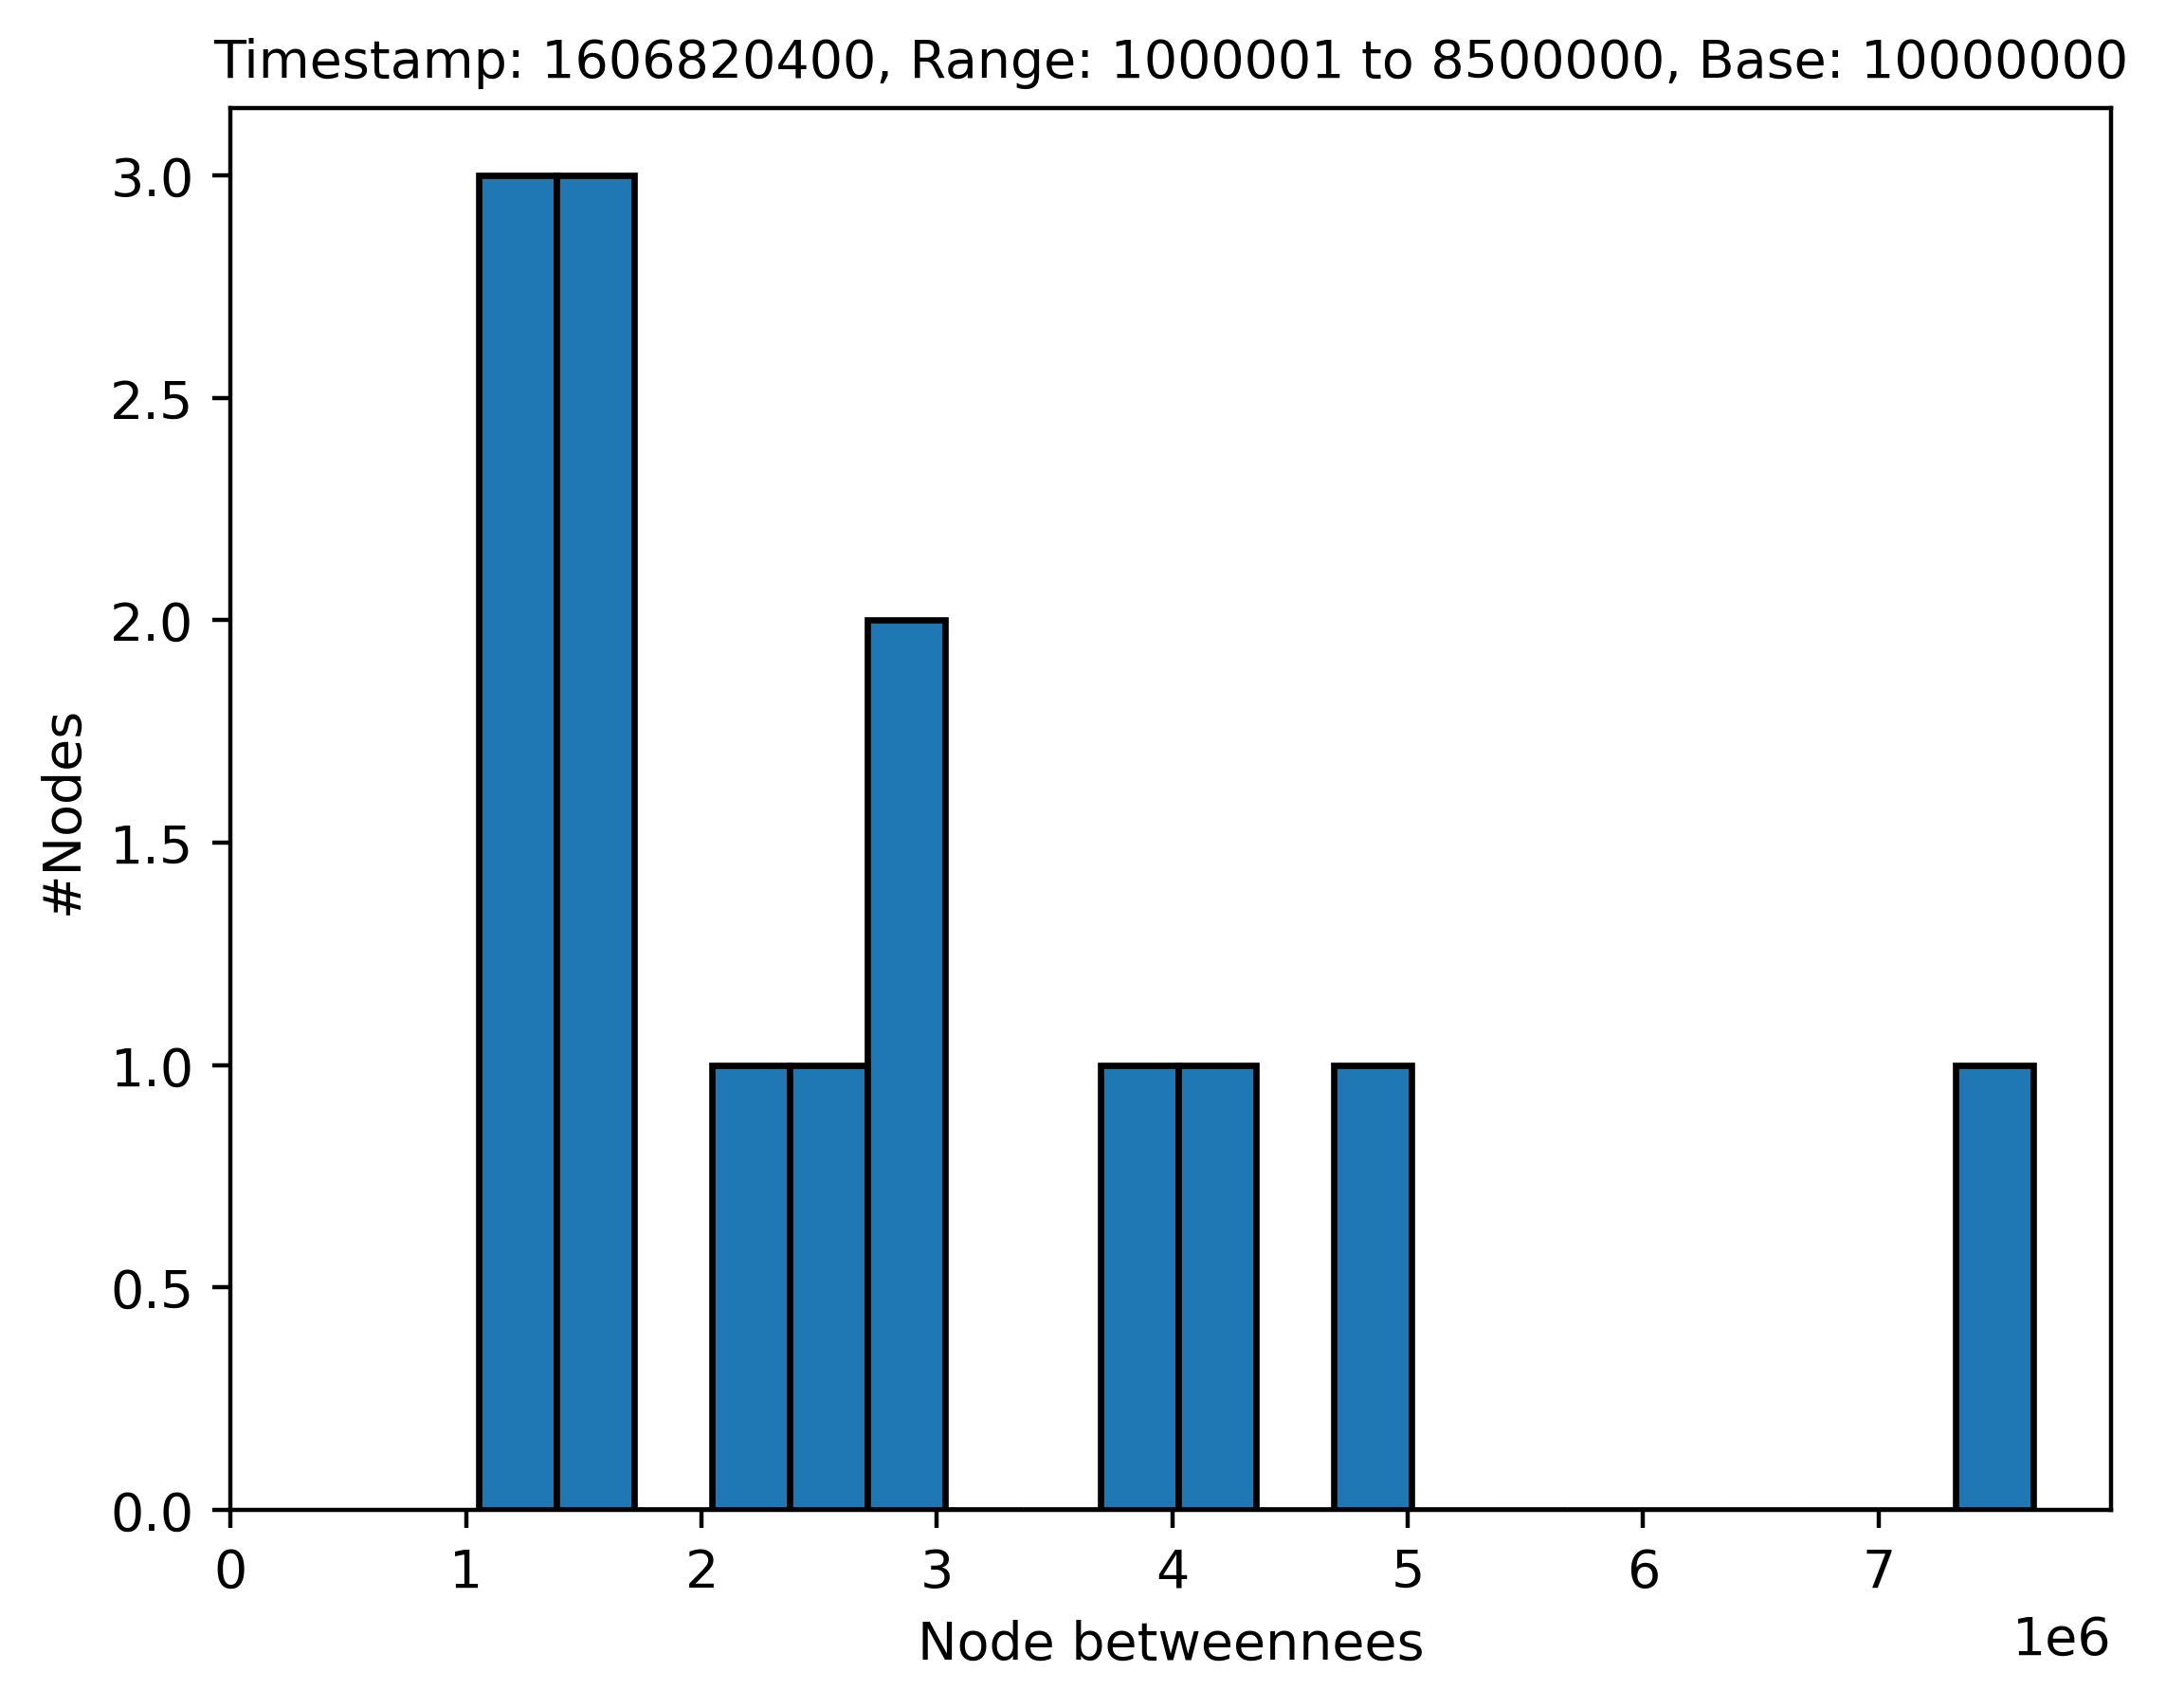 Timestamp: 1606820400, Range: 1000001 to 8500000, Base: 10000000
3.0
2.5
2.0
1.5
1.0
0.5
0.0
#Nodes
0 1 2 3 4 5 6 7
1e6
Node betweennees